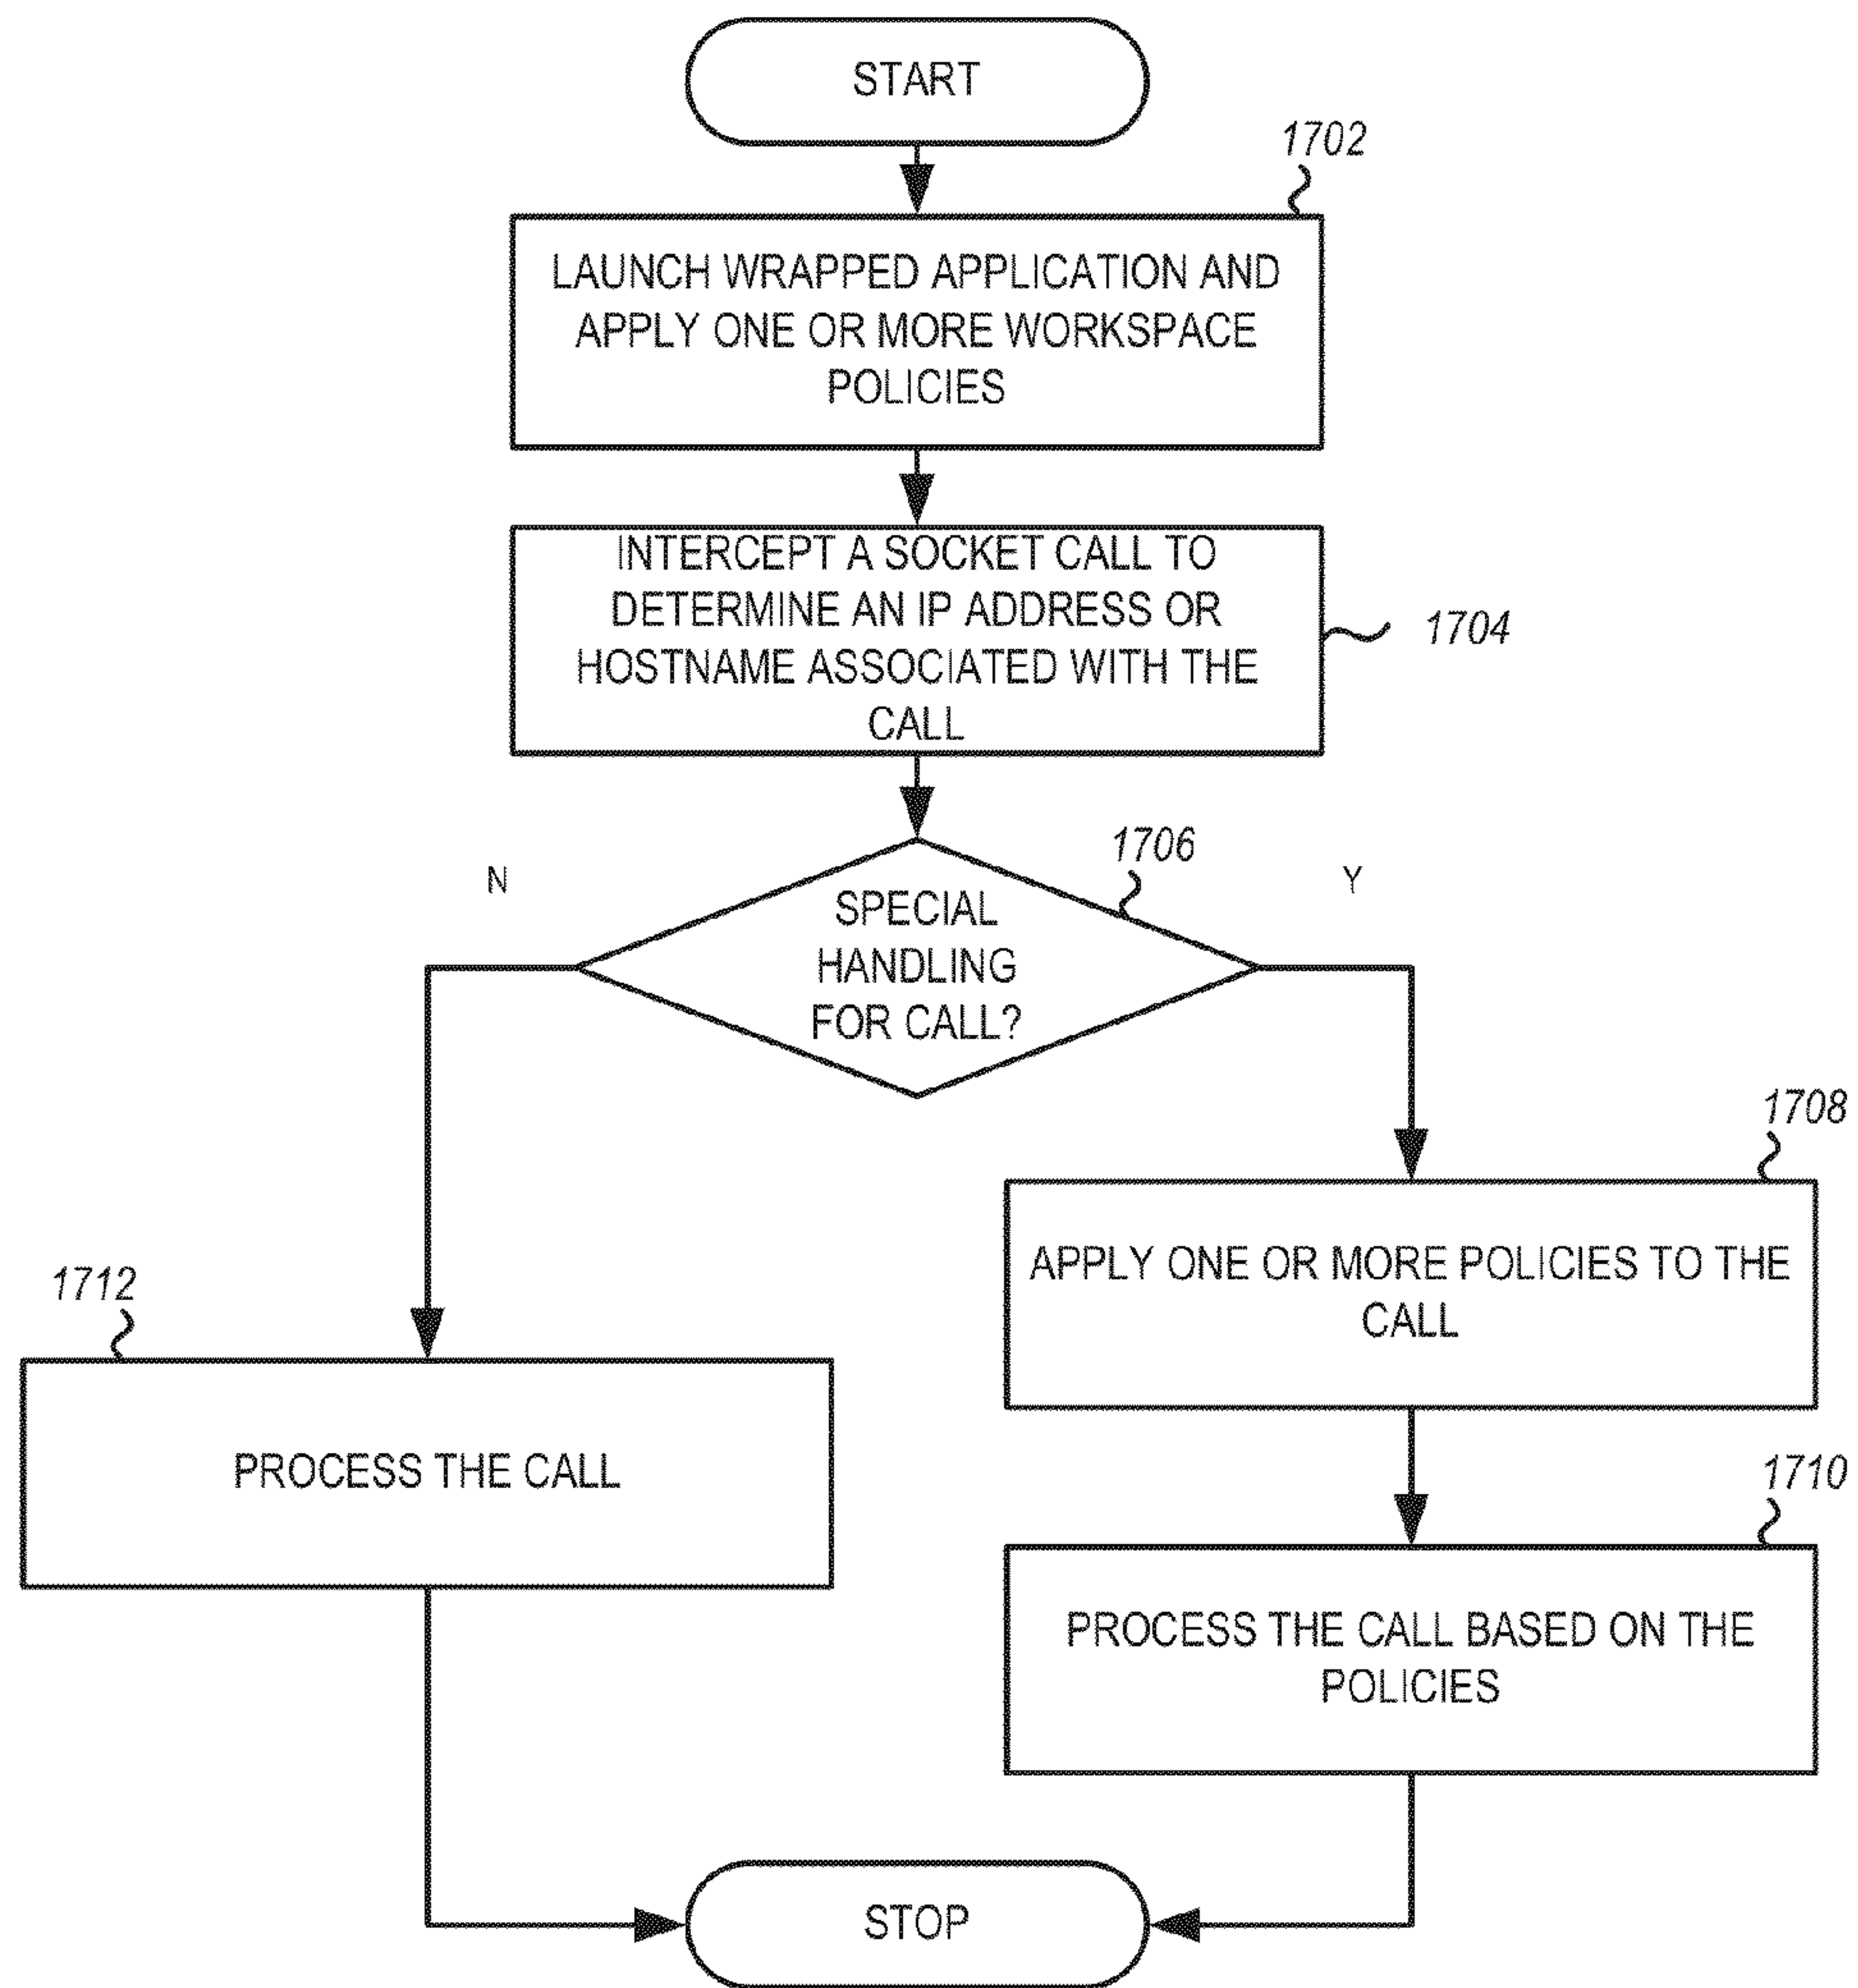 START
1702
LAUNCH WRAPPED APPLICATION AND
APPLY ONE OR MORE WORKSPACE
POLICIES
INTERCEPT A SOCKET CALL TO
DETERMINE AN IP ADDRESS OR
HOSTNAME ASSOCIATED WITH THE
CALL
1704
1706
N
Y
SPECIAL
HANDLING
FOR CALL?
1708
APPLY ONE OR MORE POLICIES TO THE
CALL
1712
PROCESS THE CALL
1710
PROCESS THE CALL BASED ON THE
POLICIES
STOP